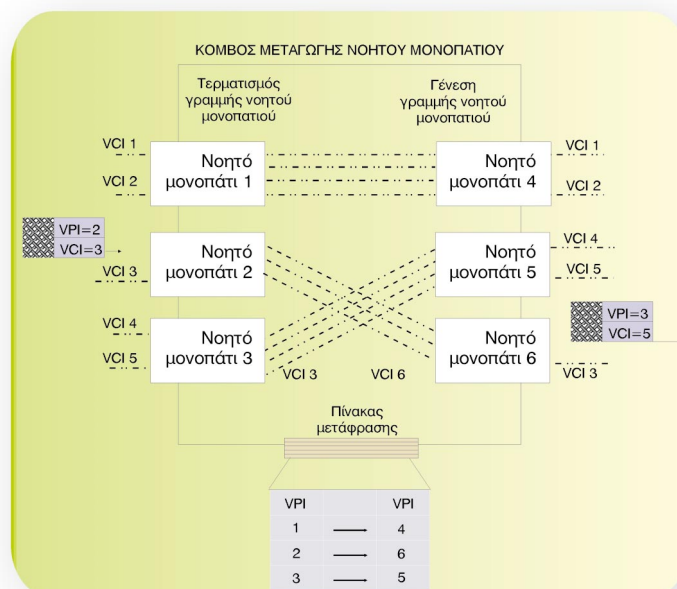 ΚΟΜΒΟΣ ΜΕΤΑΓΩΓΗΣ ΝΟΗΤΟΥ ΜΟΝΟΠΑΤΙΟΥ
Τερματισμός
γραμμής νοητού
μονοπατιού
Γένεση
γραμμής νοητού
μονοπατιού
VCI 1
VCI 2
Νοητό
μονοπάτι 1
Νοητό
μονοπάτι 4
VCI 1
VCI 2
VPI=2
VCI=3
VCI 3
Νοητό
μονοπάτι 2
Νοητό
μονοπάτι 5
VCI 4
VCI 5
VCI 4
VCI 5
Νοητό
μονοπάτι 3
VCI 3
VCI 6
Νοητό
μονοπάτι 6
VPI=3
VCI=5
VCI 3
Πίνακας
μετάφρασης
VPI VPI
1 4
2 6
3 5